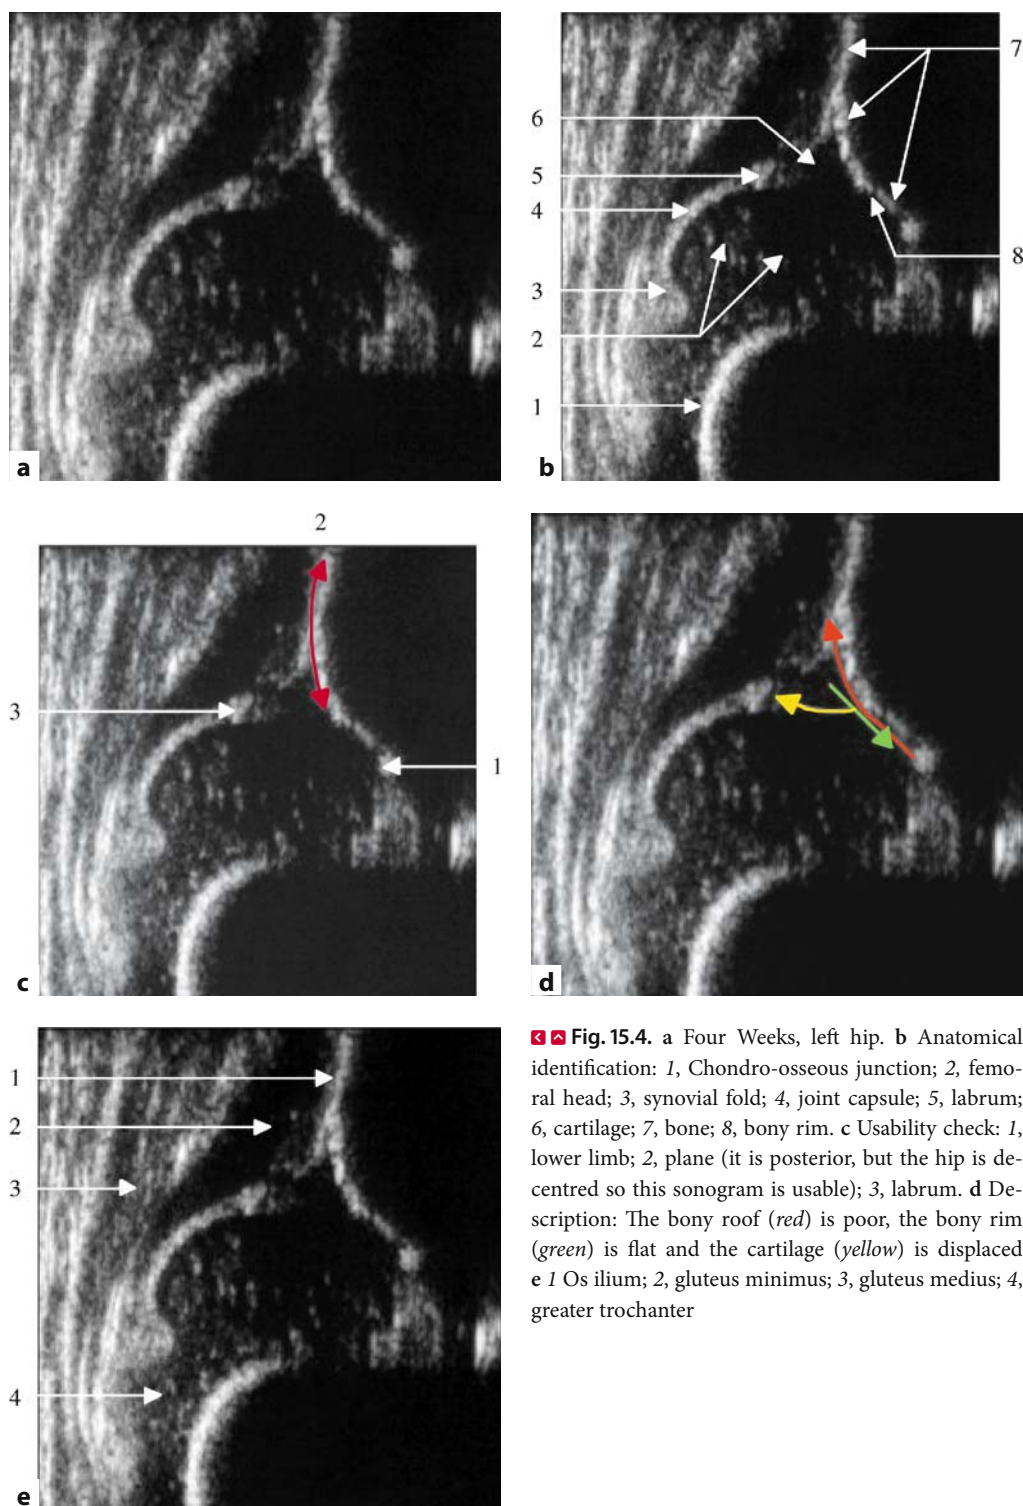 7
6
5
4
8
3
2
1
a
b
2
3
1
c
d
1
2
3
4
e
Fig. 15.4. a Four Weeks, left hip. b Anatomical
identification: 1, Chondro-osseous junction; 2, femo-
ral head; 3, synovial fold; 4, joint capsule; 5, labrum;
6, cartilage; 7, bone; 8, bony rim. c Usability check: 1,
lower limb; 2, plane (it is posterior, but the hip is de-
centred so this sonogram is usable); 3, labrum. d De-
scription: The bony roof (red) is poor, the bony rim
(green) is flat and the cartilage (yellow) is displaced
e 1 Os ilium; 2, gluteus minimus; 3, gluteus medius; 4,
greater trochanter